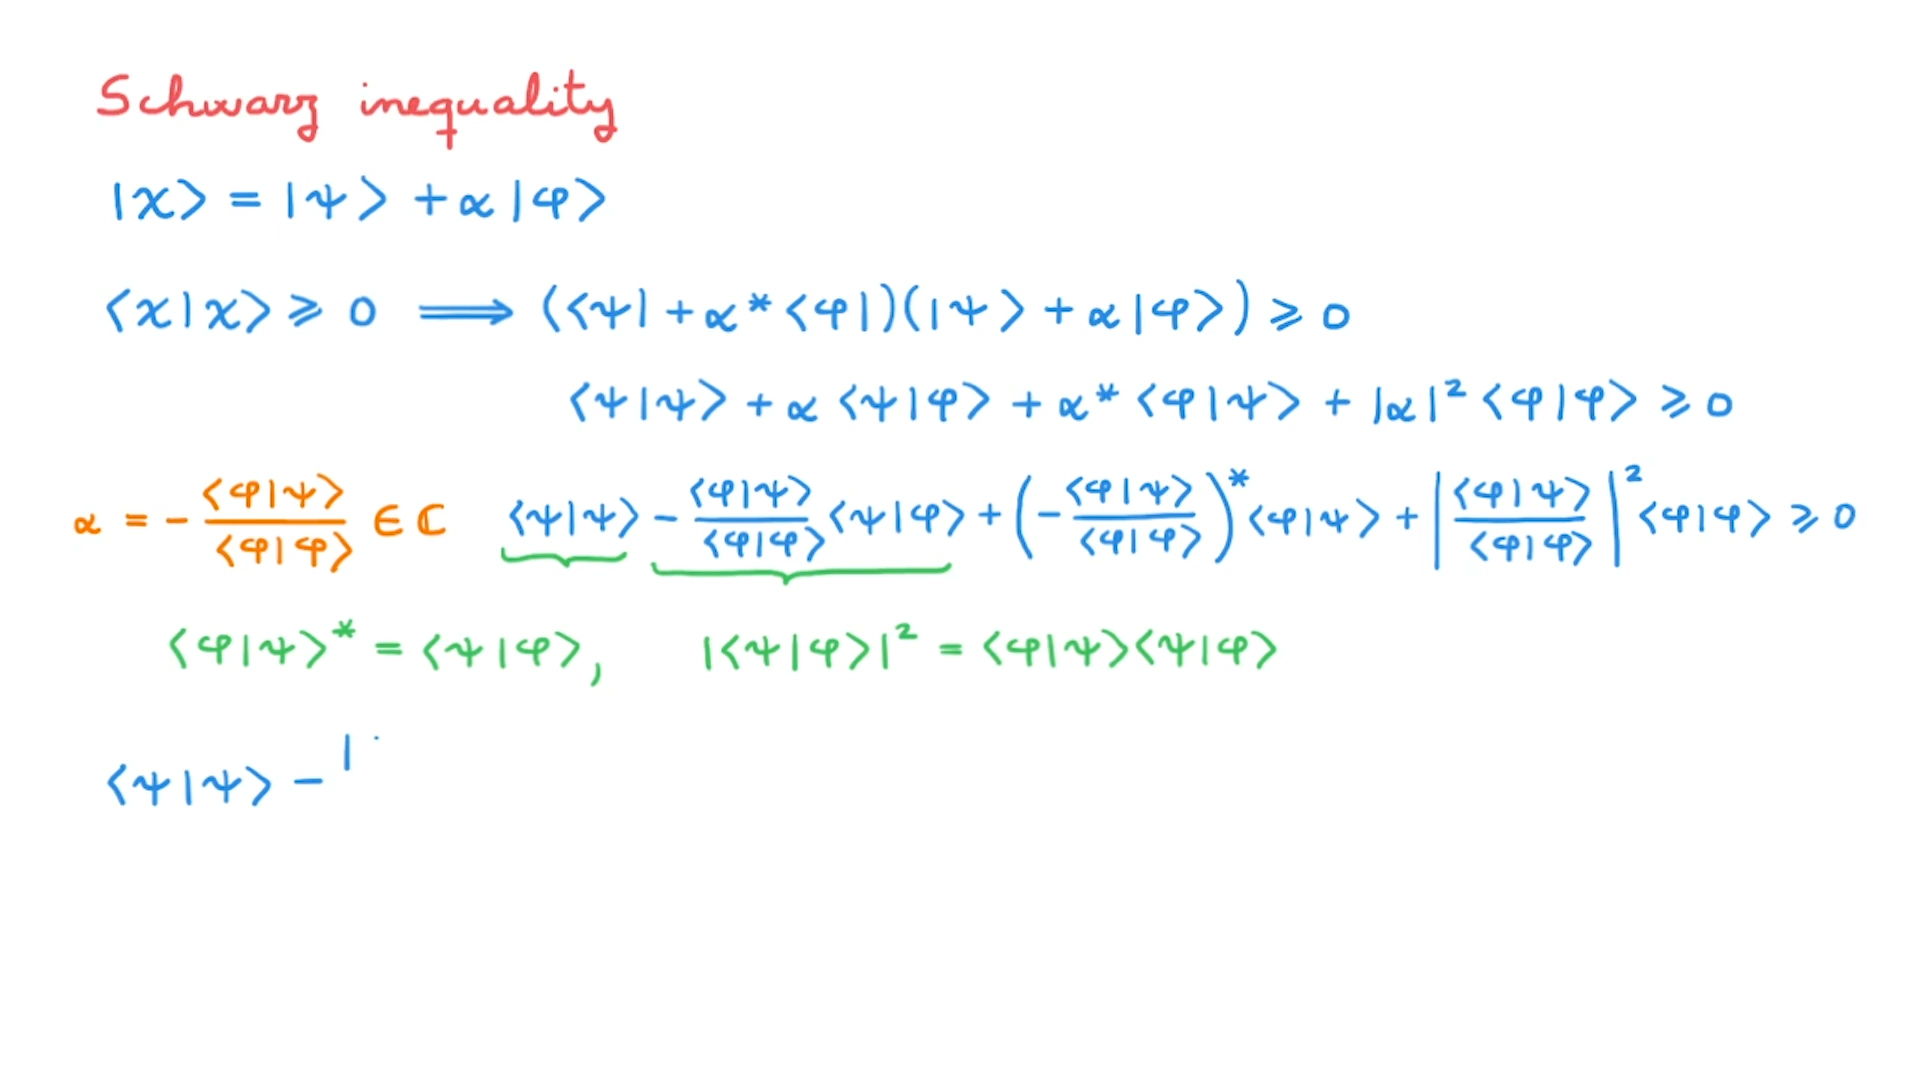 Schwarz inequality
|χ⟩ = |ψ⟩ + α|φ⟩
⟨χ|χ⟩ ⩾ 0 ⟹ (⟨ψ| + α*⟨φ|)(|ψ⟩ + α|φ⟩) ⩾ 0
⟨ψ|ψ⟩ + α⟨ψ|φ⟩ + α*⟨φ|ψ⟩ + |α|²⟨φ|φ⟩ ⩾ 0
α = -⟨φ|ψ⟩/⟨φ|φ⟩ ∈ ℂ ⟨ψ|ψ⟩ - ⟨φ|ψ⟩/⟨φ|φ⟩ ⟨ψ|φ⟩ + (-⟨φ|ψ⟩/⟨φ|φ⟩)* ⟨φ|ψ⟩ + |⟨φ|ψ⟩/⟨φ|φ⟩|² ⟨φ|φ⟩ ⩾ 0
⟨φ|ψ⟩* = ⟨ψ|φ⟩, |⟨ψ|φ⟩|² = ⟨φ|ψ⟩⟨ψ|φ⟩
⟨ψ|ψ⟩ - |